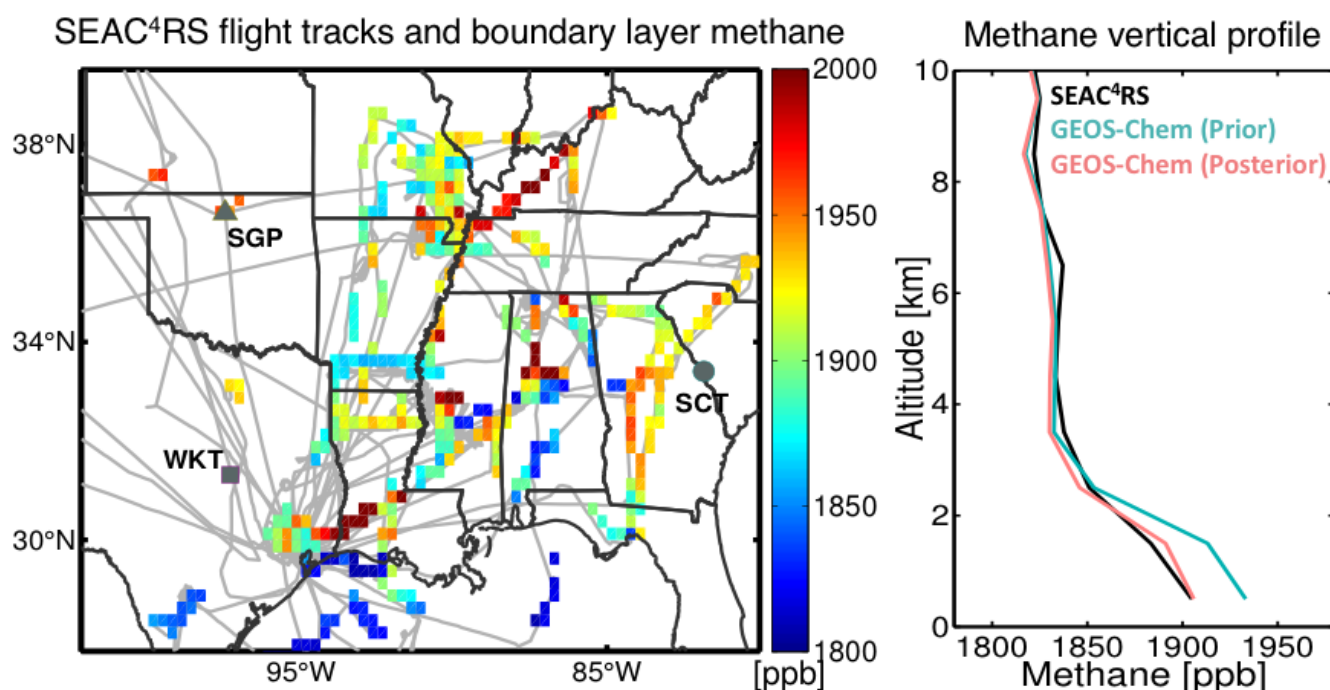 SEAC⁴RS flight tracks and boundary layer methane
38°N
34°N
30°N
95°W
85°W
SGP
WKT
SCT
2000
1950
1900
1850
1800
[ppb]
Methane vertical profile
SEAC⁴RS
GEOS-Chem (Prior)
GEOS-Chem (Posterior)
Altitude [km]
10
8
6
4
2
0
1800
1850
1900
1950
Methane [ppb]